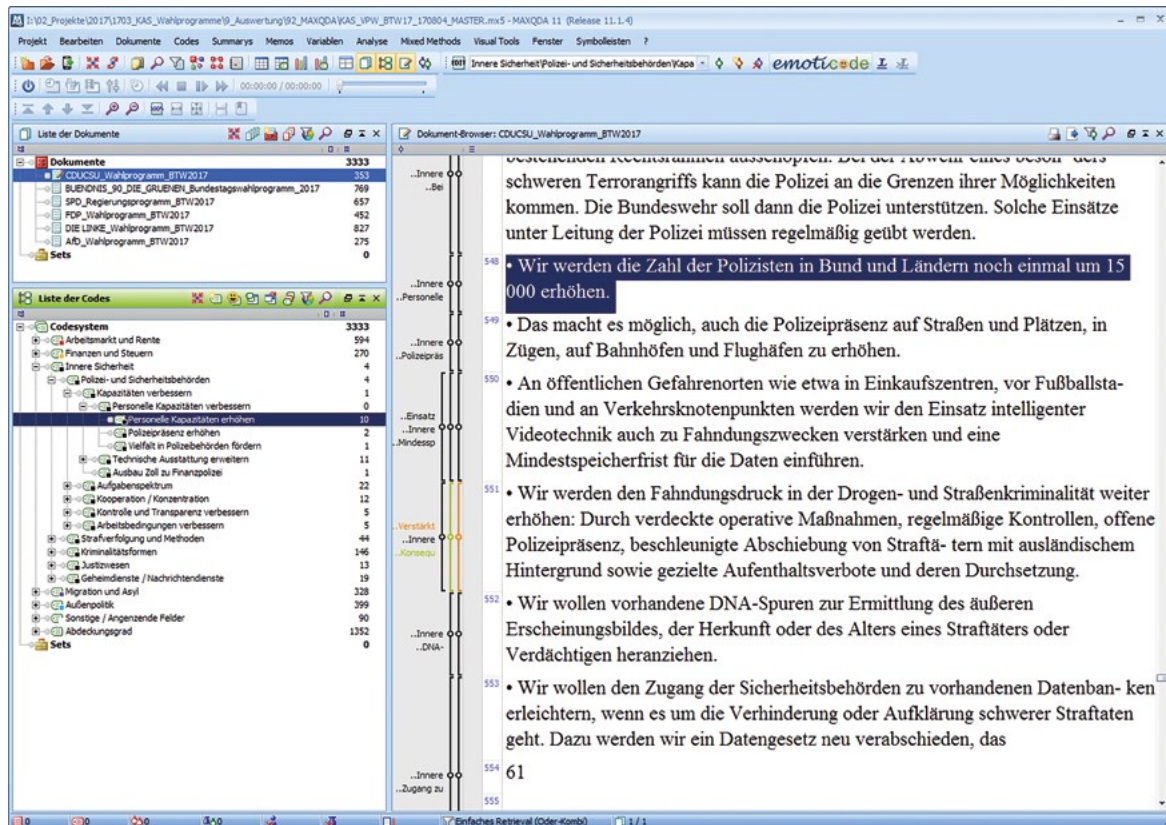 I:\02_Projekte\2017\1703_KAS_Wahlprogramme\9_Auswertung\92_MAXQDA\KAS_VPW_BTW17_170804_MASTER.mx5 - MAXQDA 11 (Release 11.1.4)
Projekt Bearbeiten Dokumente Codes Summarys Memos Variablen Analyse Mixed Methods Visual Tools Fenster Symbolleisten ?
Innere Sicherheit\Polizei- und Sicherheitsbehörden\Kapa
emoticode
00:00:00 / 00:00:00
Liste der Dokumente
Dokumente 3333
CDUCSU_Wahlprogramm_BTW2017 353
BUENDNIS_90_DIE_GRUENEN_Bundestagswahlprogramm_2017 769
SPD_Regierungsprogramm_BTW2017 657
FDP_Wahlprogramm_BTW2017 452
DIE LINKE_Wahlprogramm_BTW2017 827
AfD_Wahlprogramm_BTW2017 275
Sets 0
Liste der Codes
Codesystem 3333
Arbeitsmarkt und Rente 594
Finanzen und Steuern 270
Innere Sicherheit 4
Polizei- und Sicherheitsbehörden 4
Kapazitäten verbessern 1
Personelle Kapazitäten verbessern 0
Personelle Kapazitäten erhöhen 10
Polizeipräsenz erhöhen 2
Vielfalt in Polizeibehörden fördern 1
Technische Ausstattung erweitern 11
Ausbau Zoll zu Finanzpolizei 1
Aufgabenspektrum 22
Kooperation / Konzentration 12
Kontrolle und Transparenz verbessern 5
Arbeitsbedingungen verbessern 5
Strafverfolgung und Methoden 44
Kriminalitätsformen 146
Justizwesen 13
Geheimdienste / Nachrichtendienste 19
Migration und Asyl 328
Außenpolitik 399
Sonstige / Angenzende Felder 90
Abdeckungsgrad 1352
Sets 0
Dokument-Browser: CDUCSU_Wahlprogramm_BTW2017
..Innere
..Bei
..Innere
..Personelle
..Innere
..Polizeipräs
..Einsatz
..Innere
..Mindessp
..Verstärkt
..Innere
..Konsequ
..Innere
..DNA-
..Innere
..Zugang zu
bestehenden Rechtsrahmen ausschöpfen. Bei der Abwehr eines beson- ders
schweren Terrorangriffs kann die Polizei an die Grenzen ihrer Möglichkeiten
kommen. Die Bundeswehr soll dann die Polizei unterstützen. Solche Einsätze
unter Leitung der Polizei müssen regelmäßig geübt werden.
548 • Wir werden die Zahl der Polizisten in Bund und Ländern noch einmal um 15
000 erhöhen.
549 • Das macht es möglich, auch die Polizeipräsenz auf Straßen und Plätzen, in
Zügen, auf Bahnhöfen und Flughäfen zu erhöhen.
550 • An öffentlichen Gefahrenorten wie etwa in Einkaufszentren, vor Fußballsta-
dien und an Verkehrsknotenpunkten werden wir den Einsatz intelligenter
Videotechnik auch zu Fahndungszwecken verstärken und eine
Mindestspeicherfrist für die Daten einführen.
551 • Wir werden den Fahndungsdruck in der Drogen- und Straßenkriminalität weiter
erhöhen: Durch verdeckte operative Maßnahmen, regelmäßige Kontrollen, offene
Polizeipräsenz, beschleunigte Abschiebung von Straftä- tern mit ausländischem
Hintergrund sowie gezielte Aufenthaltsverbote und deren Durchsetzung.
552 • Wir wollen vorhandene DNA-Spuren zur Ermittlung des äußeren
Erscheinungsbildes, der Herkunft oder des Alters eines Straftäters oder
Verdächtigen heranziehen.
553 • Wir wollen den Zugang der Sicherheitsbehörden zu vorhandenen Datenban- ken
erleichtern, wenn es um die Verhinderung oder Aufklärung schwerer Straftaten
geht. Dazu werden wir ein Datengesetz neu verabschieden, das
554 61
555
0 0 0 0 Einfaches Retrieval (Oder-Kombi) 1 / 1